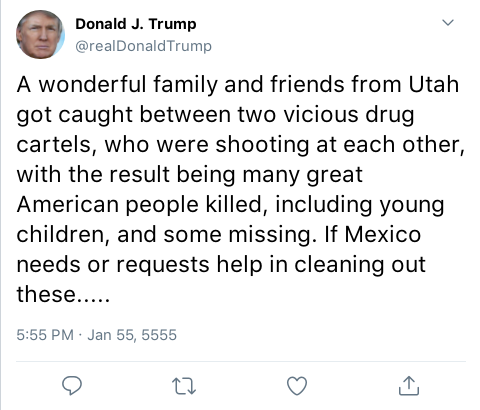 Donald J. Trump
@realDonaldTrump
A wonderful family and friends from Utah
got caught between two vicious drug
cartels, who were shooting at each other,
with the result being many great
American people killed, including young
children, and some missing. If Mexico
needs or requests help in cleaning out
these.....
5:55 PM · Jan 55, 5555